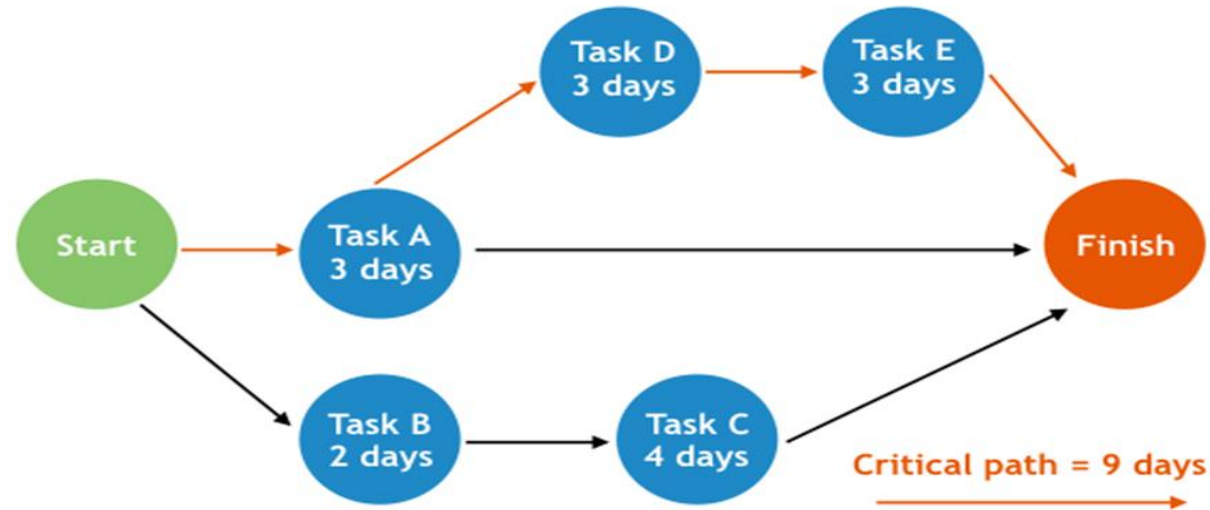 Task D
3 days
Task E
3 days
Start
Task A
3 days
Finish
Task B
2 days
Task C
4 days
Critical path = 9 days